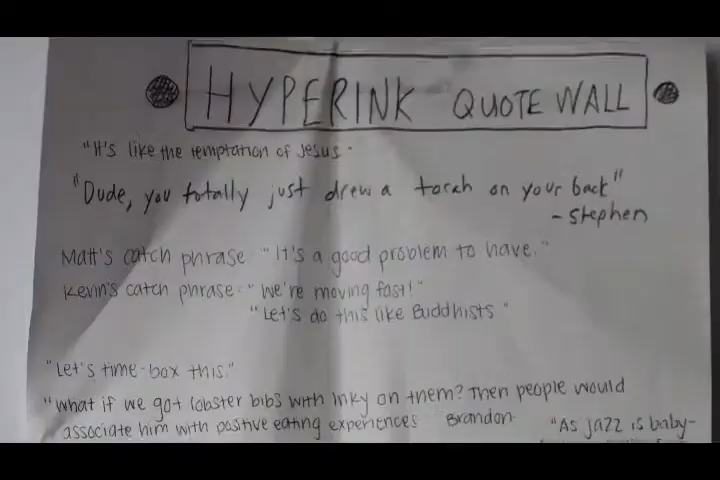 HYPERINK QUOTE WALL
"It's like the temptation of Jesus.
"Dude, you totally just drew a torah on your back"
- Stephen
Matt's catch phrase: "It's a good problem to have."
Kevin's catch phrase: "We're moving fast!"
"Let's do this like Buddhists"
"Let's time-box this."
"What if we got lobster bibs with Inky on them? Then people would
associate him with positive eating experiences Brandon
"As jazz is baby-